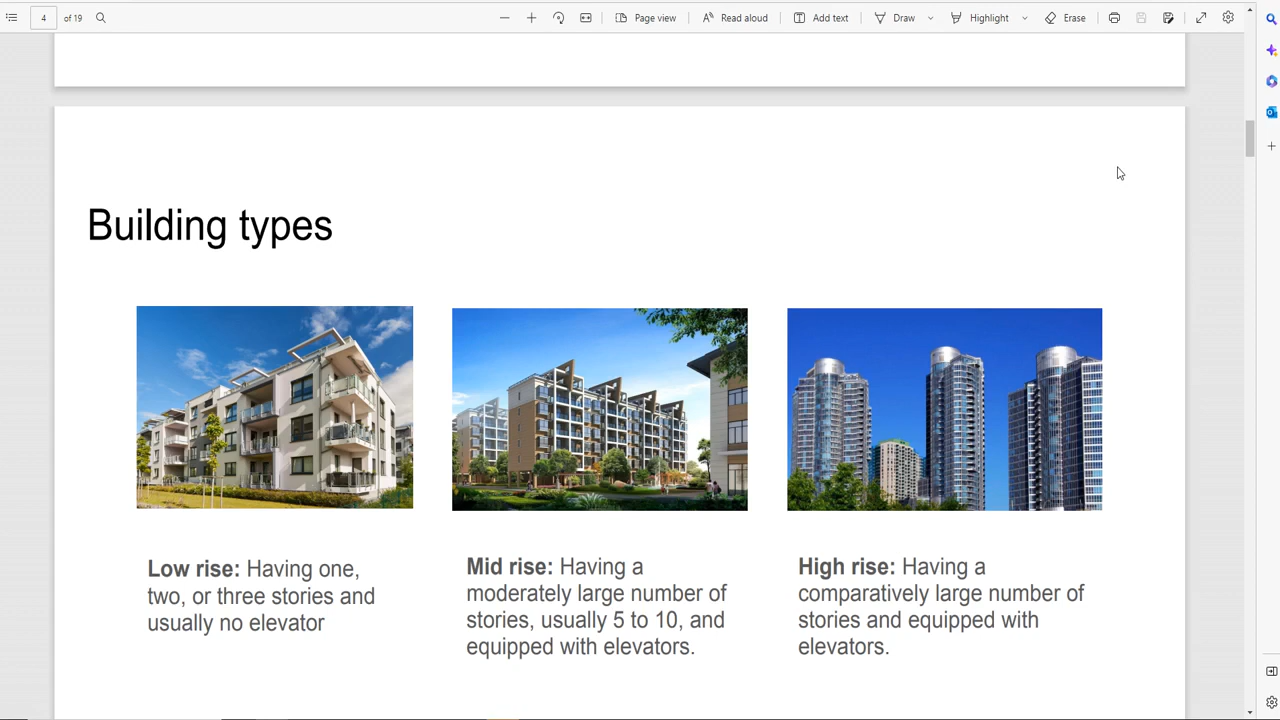 4 of 19 Page view Read aloud Add text Draw Highlight Erase
Building types
Low rise: Having one,
two, or three stories and
usually no elevator
Mid rise: Having a
moderately large number of
stories, usually 5 to 10, and
equipped with elevators.
High rise: Having a
comparatively large number of
stories and equipped with
elevators.